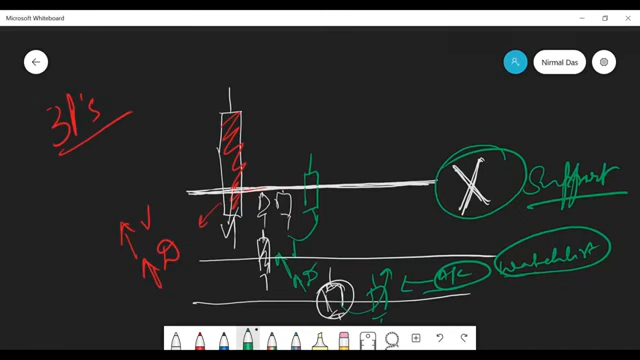 Microsoft Whiteboard
Nirmal Das
3P's
X
Support
V
D
D
Watchlist